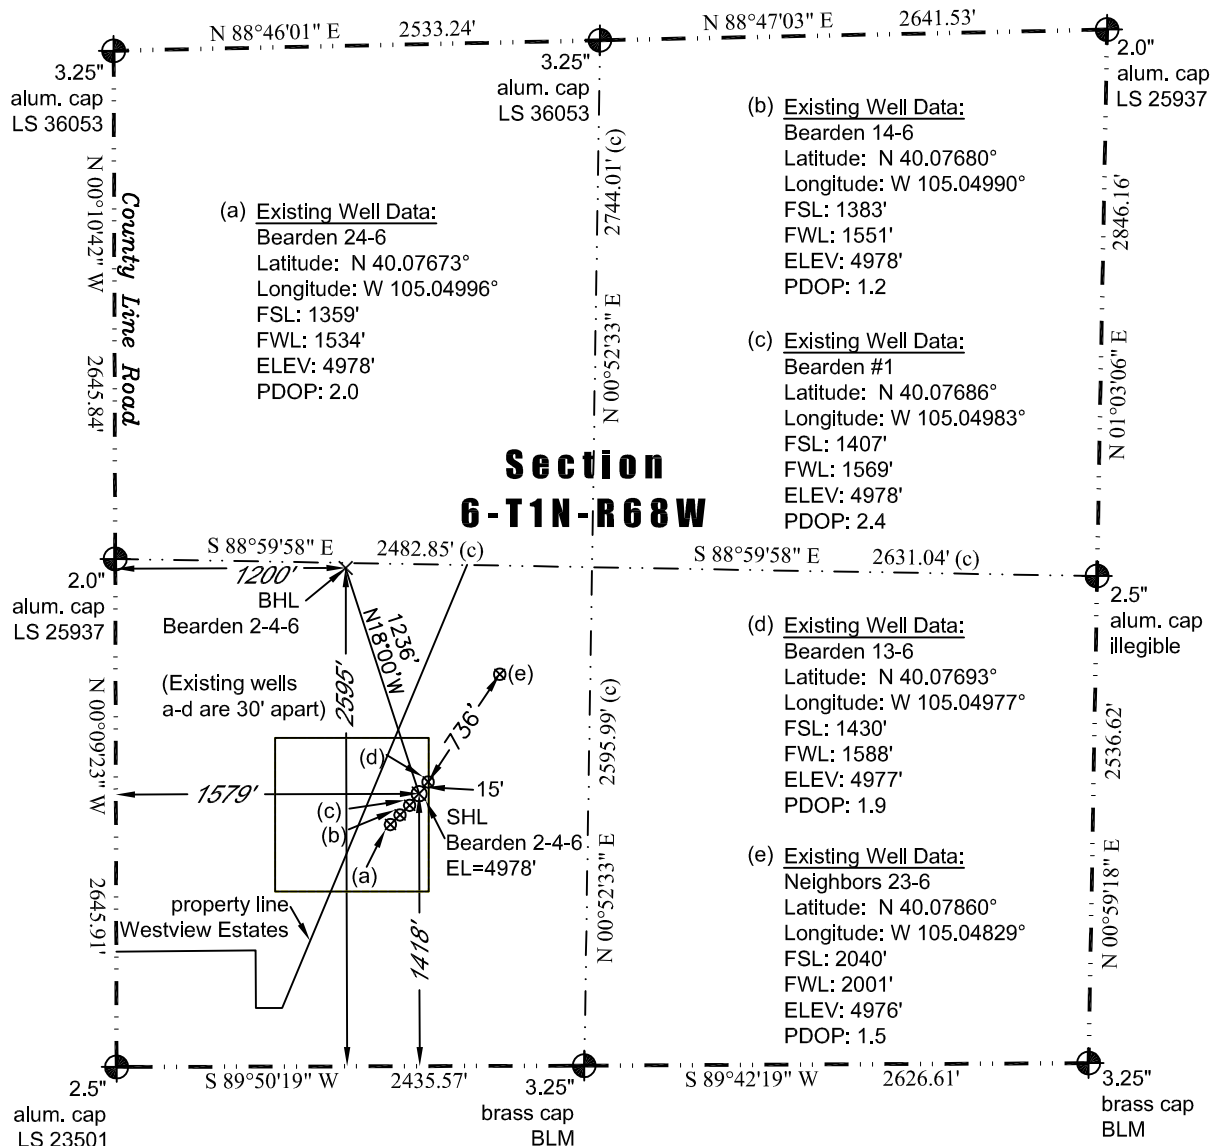 N 88°46'01" E 2533.24'
N 88°47'03" E 2641.53'
3.25"
alum. cap
LS 36053
3.25"
alum. cap
LS 36053
2.0"
alum. cap
LS 25937
N 00°10'42" W 2645.84'
County Line Road
2744.01' (c)
N 00°52'33" E
2846.16'
N 01°03'06" E
(a) Existing Well Data:
Bearden 24-6
Latitude: N 40.07673°
Longitude: W 105.04996°
FSL: 1359'
FWL: 1534'
ELEV: 4978'
PDOP: 2.0
(b) Existing Well Data:
Bearden 14-6
Latitude: N 40.07680°
Longitude: W 105.04990°
FSL: 1383'
FWL: 1551'
ELEV: 4978'
PDOP: 1.2
(c) Existing Well Data:
Bearden #1
Latitude: N 40.07686°
Longitude: W 105.04983°
FSL: 1407'
FWL: 1569'
ELEV: 4978'
PDOP: 2.4
Section
6-T1N-R68W
S 88°59'58" E 2482.85' (c)
S 88°59'58" E 2631.04' (c)
1200'
2.0"
alum. cap
LS 25937
BHL
Bearden 2-4-6
1236'
N18°00'W
2.5"
alum. cap
illegible
(Existing wells
a-d are 30' apart)
2595'
(e)
736'
(d)
15'
1579'
(c)
(b)
(a)
SHL
Bearden 2-4-6
EL=4978'
1418'
property line
Westview Estates
N 00°09'23" W 2645.91'
2595.99' (c)
N 00°52'33" E
2536.62'
N 00°59'18" E
(d) Existing Well Data:
Bearden 13-6
Latitude: N 40.07693°
Longitude: W 105.04977°
FSL: 1430'
FWL: 1588'
ELEV: 4977'
PDOP: 1.9
(e) Existing Well Data:
Neighbors 23-6
Latitude: N 40.07860°
Longitude: W 105.04829°
FSL: 2040'
FWL: 2001'
ELEV: 4976'
PDOP: 1.5
S 89°50'19" W 2435.57'
S 89°42'19" W 2626.61'
2.5"
alum. cap
LS 23501
3.25"
brass cap
BLM
3.25"
brass cap
BLM